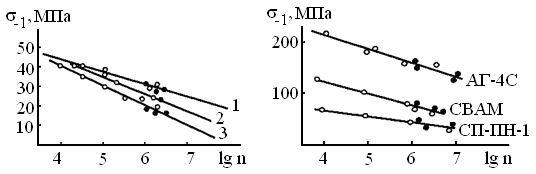 σ-1, МПа
50
40
30
20
10
1
2
3
4 5 6 7 lg n
σ-1, МПа
200
100
АГ-4С
СВАМ
СП-ПН-1
4 5 6 7 lg n